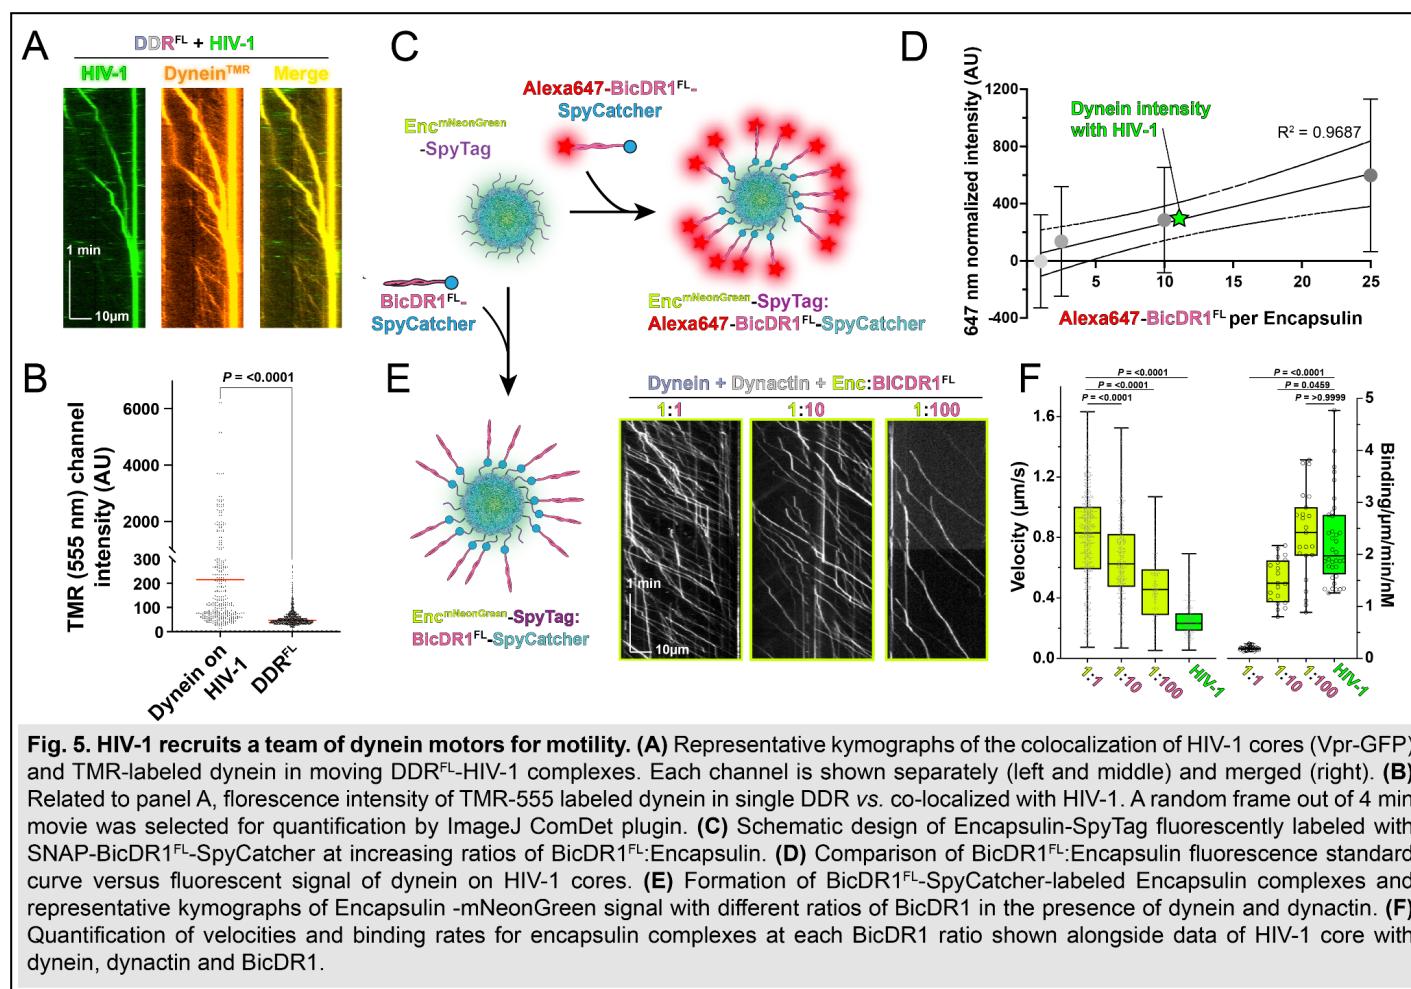 A
DDRFL + HIV-1
HIV-1 DyneinTMR Merge
1 min
10µm
B
P = <0.0001
TMR (555 nm) channel
intensity (AU)
6000
4000
2000
300
200
100
0
Dynein on
HIV-1
DDRFL
C
Alexa647-BicDR1FL-
SpyCatcher
EncmNeonGreen
-SpyTag
BicDR1FL-
SpyCatcher
EncmNeonGreen-SpyTag:
Alexa647-BicDR1FL-SpyCatcher
D
647 nm normalized intensity (AU)
1200
800
400
0
-400
5 10 15 20 25
Dynein intensity
with HIV-1
R² = 0.9687
Alexa647-BicDR1FL per Encapsulin
E
EncmNeonGreen-SpyTag:
BICDR1FL-SpyCatcher
Dynein + Dynactin + Enc:BICDR1FL
1:1 1:10 1:100
1 min
10µm
F
P = <0.0001
P = <0.0001
P = <0.0001
P = <0.0001
P = 0.0459
P = >0.9999
Velocity (µm/s)
1.6
1.2
0.8
0.4
0.0
1:1 1:10 1:100 HIV-1
1:1 1:10 1:100 HIV-1
5
4
3
2
1
0
Binding/µm/min/nM
Fig. 5. HIV-1 recruits a team of dynein motors for motility. (A) Representative kymographs of the colocalization of HIV-1 cores (Vpr-GFP)
and TMR-labeled dynein in moving DDRFL-HIV-1 complexes. Each channel is shown separately (left and middle) and merged (right). (B)
Related to panel A, florescence intensity of TMR-555 labeled dynein in single DDR vs. co-localized with HIV-1. A random frame out of 4 min
movie was selected for quantification by ImageJ ComDet plugin. (C) Schematic design of Encapsulin-SpyTag fluorescently labeled with
SNAP-BicDR1FL-SpyCatcher at increasing ratios of BicDR1FL:Encapsulin. (D) Comparison of BicDR1FL:Encapsulin fluorescence standard
curve versus fluorescent signal of dynein on HIV-1 cores. (E) Formation of BicDR1FL-SpyCatcher-labeled Encapsulin complexes and
representative kymographs of Encapsulin -mNeonGreen signal with different ratios of BicDR1 in the presence of dynein and dynactin. (F)
Quantification of velocities and binding rates for encapsulin complexes at each BicDR1 ratio shown alongside data of HIV-1 core with
dynein, dynactin and BicDR1.